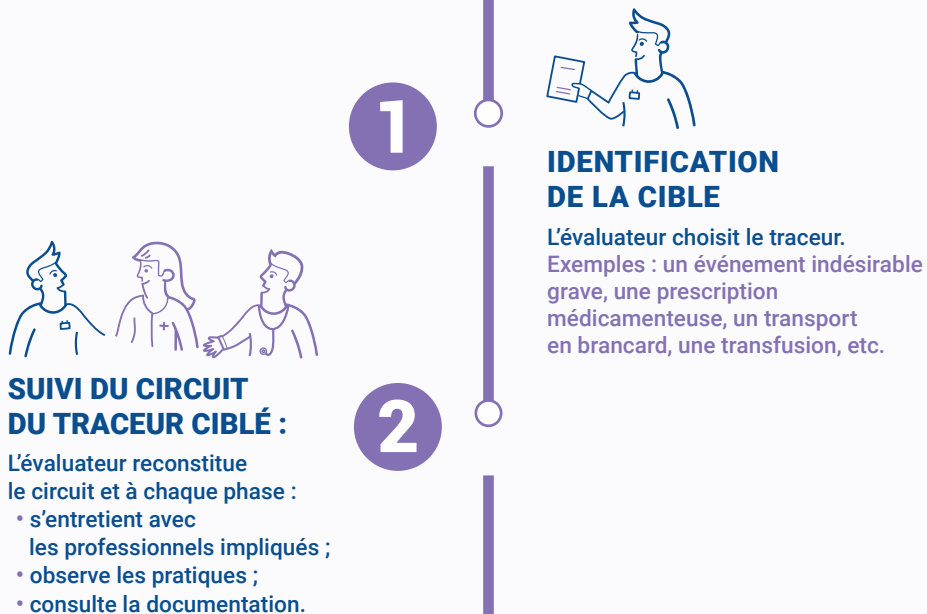 1
IDENTIFICATION
DE LA CIBLE
L’évaluateur choisit le traceur.
Exemples : un événement indésirable
grave, une prescription
médicamenteuse, un transport
en brancard, une transfusion, etc.
2
SUIVI DU CIRCUIT
DU TRACEUR CIBLÉ :
L’évaluateur reconstitue
le circuit et à chaque phase :
• s’entretient avec
les professionnels impliqués ;
• observe les pratiques ;
• consulte la documentation.